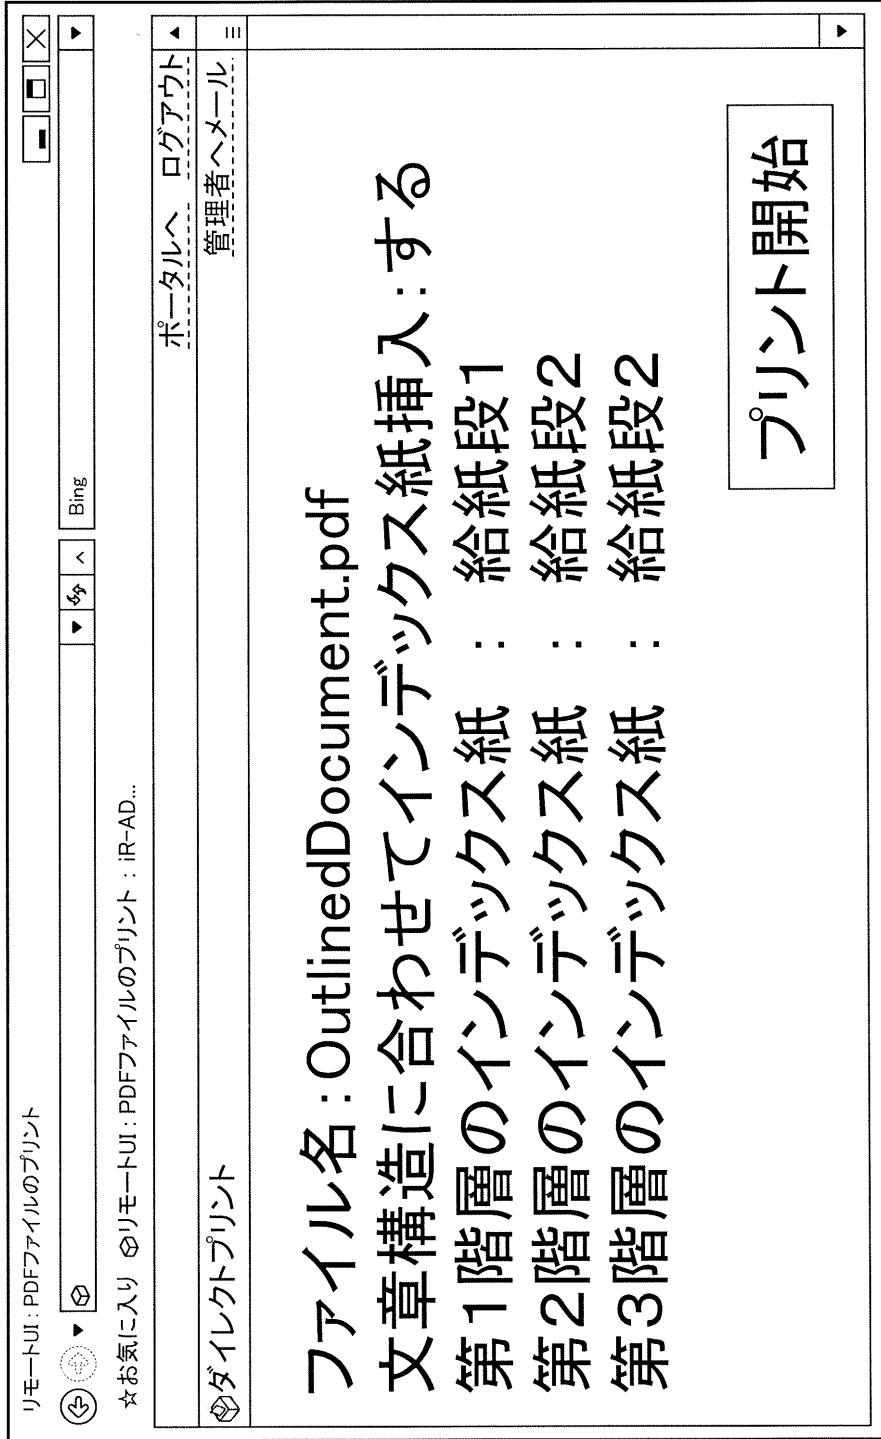 リモートUI : PDFファイルのプリント
Bing
☆お気に入り リモートUI : PDFファイルのプリント : iR-AD...
ポータルへ ログアウト
ダイレクトプリント 管理者へメール
ファイル名 : OutlinedDocument.pdf
文章構造に合わせてインデックス紙挿入 : する
第1階層のインデックス紙 : 給紙段1
第2階層のインデックス紙 : 給紙段2
第3階層のインデックス紙 : 給紙段2
プリント開始